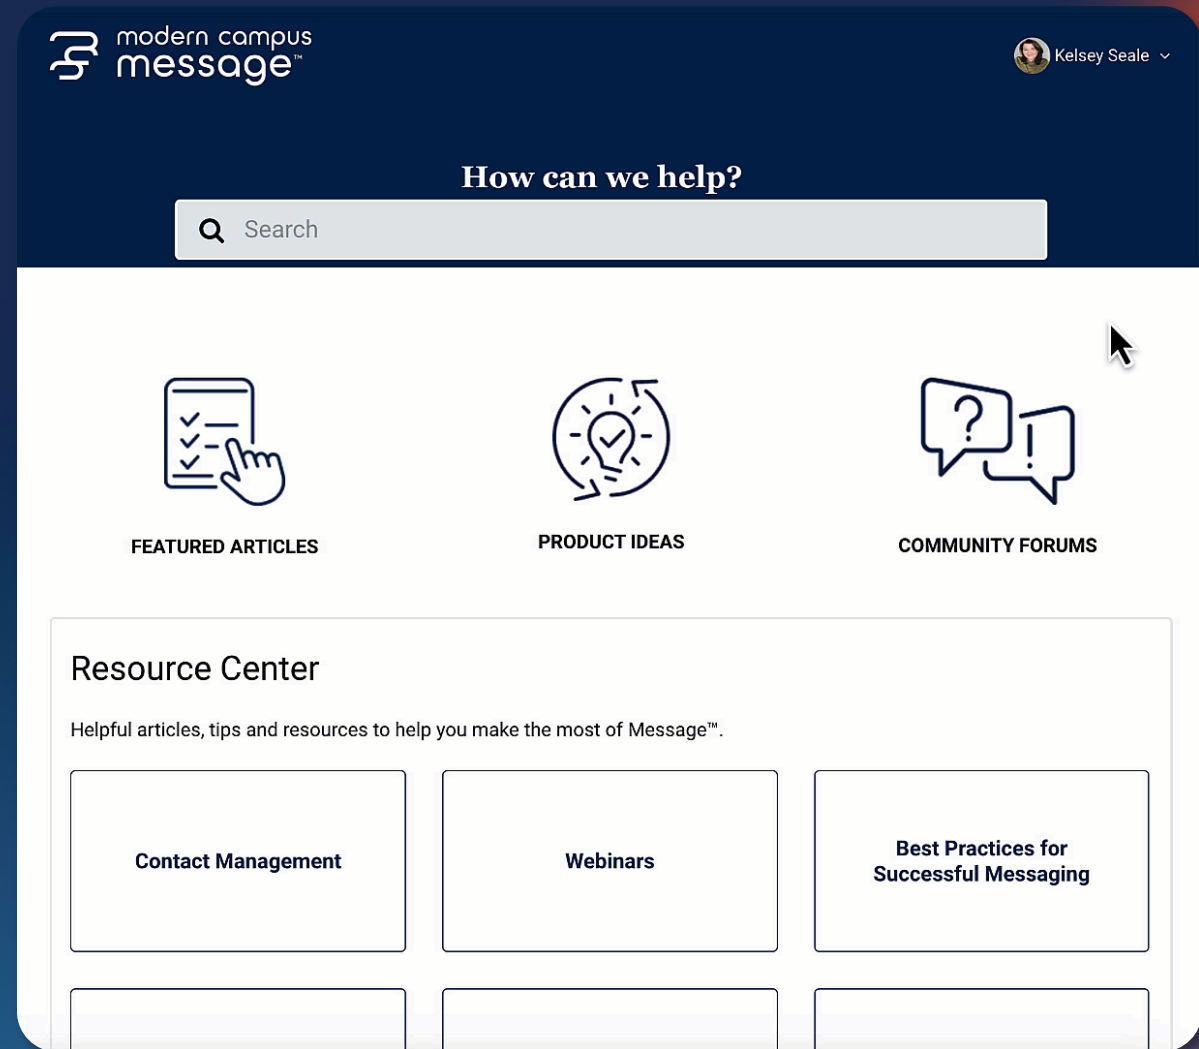 modern campus
message™
Kelsey Seale
How can we help?
Search
FEATURED ARTICLES
PRODUCT IDEAS
COMMUNITY FORUMS
Resource Center
Helpful articles, tips and resources to help you make the most of Message™.
Contact Management
Webinars
Best Practices for
Successful Messaging